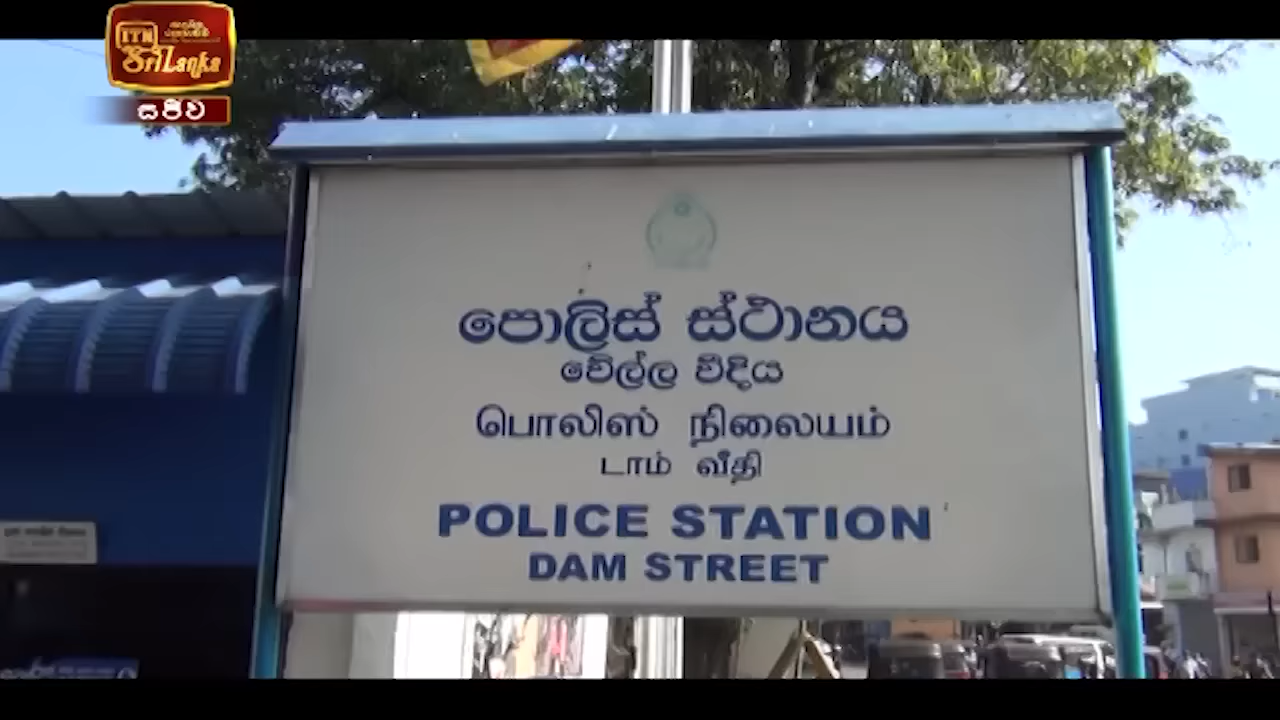 ITN
Sri Lanka
සජීව
පොලිස් ස්ථානය
වේල්ල වීදිය
பொலிஸ் நிலையம்
டாம் வீதி
POLICE STATION
DAM STREET